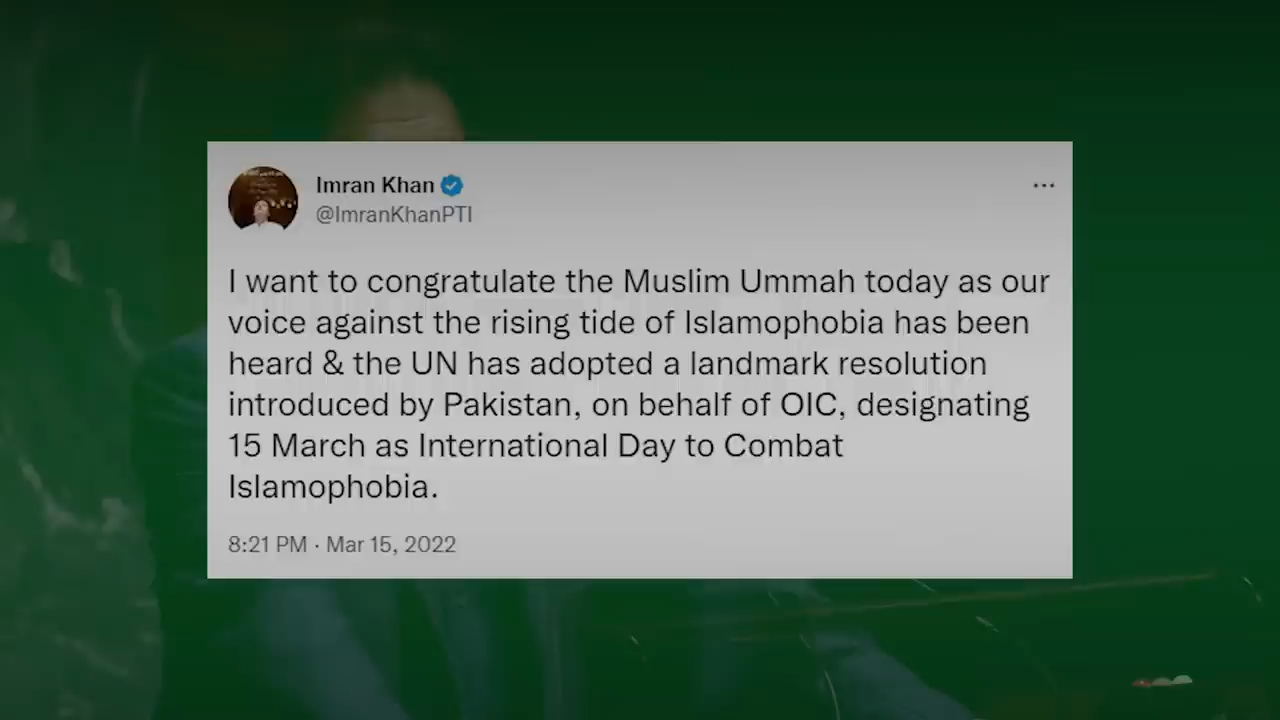 Imran Khan
@ImranKhanPTI
I want to congratulate the Muslim Ummah today as our
voice against the rising tide of Islamophobia has been
heard & the UN has adopted a landmark resolution
introduced by Pakistan, on behalf of OIC, designating
15 March as International Day to Combat
Islamophobia.
8:21 PM · Mar 15, 2022